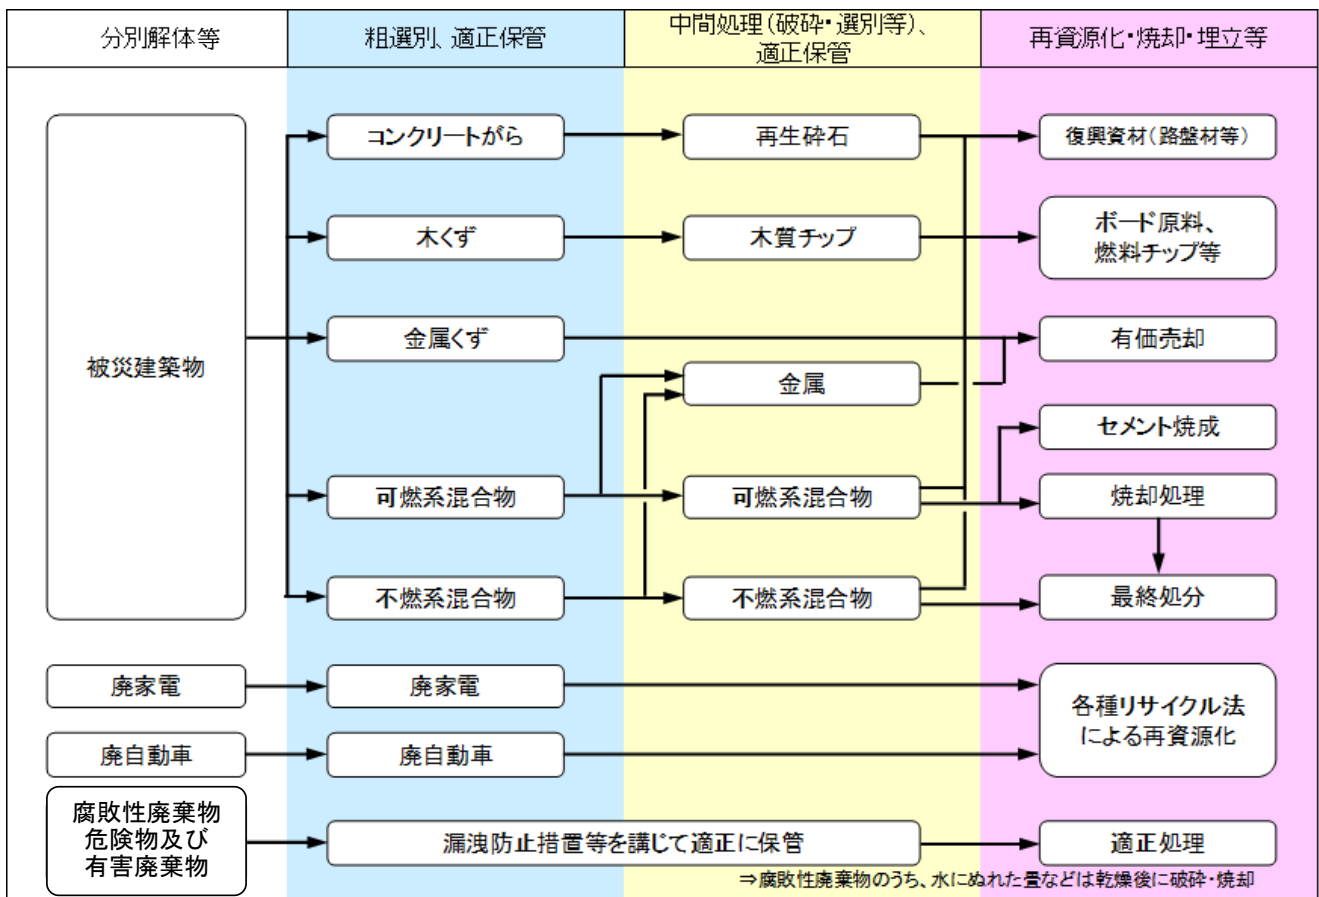 分別解体等
粗選別、適正保管
中間処理(破砕・選別等)、
適正保管
再資源化・焼却・埋立等
被災建築物
コンクリートがら
再生砕石
復興資材(路盤材等)
木くず
木質チップ
ボード原料、
燃料チップ等
金属くず
有価売却
金属
セメント焼成
可燃系混合物
可燃系混合物
焼却処理
不燃系混合物
不燃系混合物
最終処分
廃家電
廃家電
各種リサイクル法
による再資源化
廃自動車
廃自動車
腐敗性廃棄物
危険物及び
有害廃棄物
漏洩防止措置等を講じて適正に保管
適正処理
⇒腐敗性廃棄物のうち、水にぬれた畳などは乾燥後に破砕・焼却